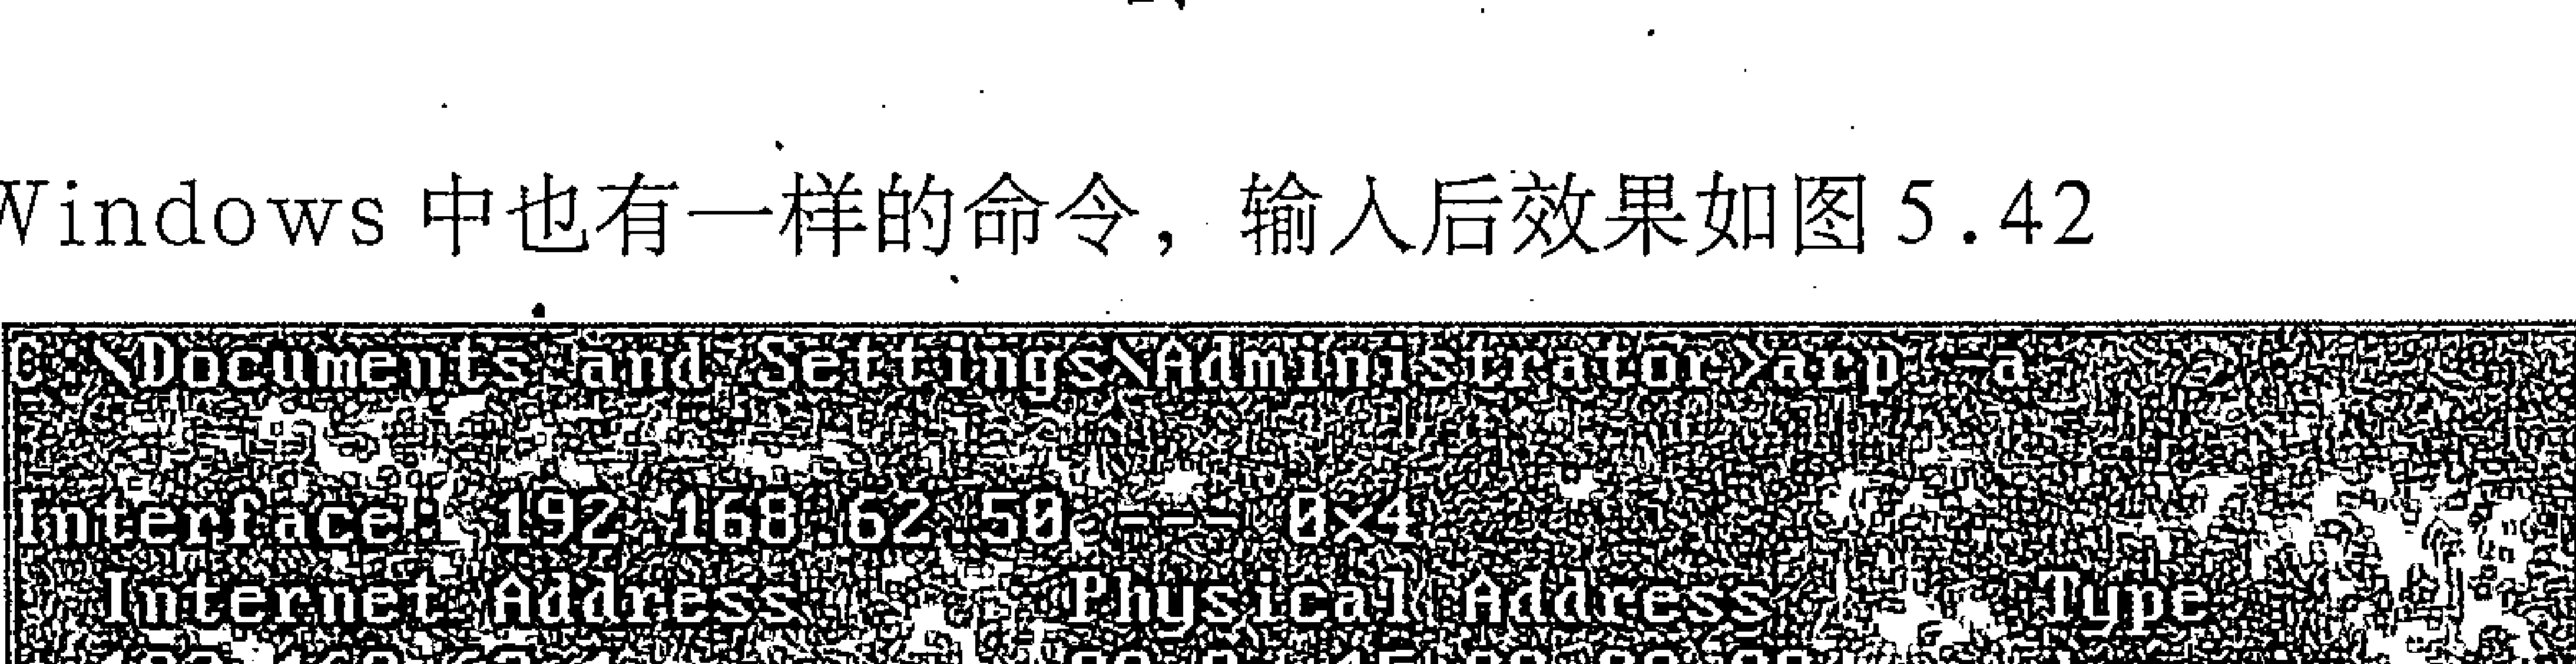 Windows 中也有一样的命令，输入后效果如图 5.42
C:\Documents and Settings\Administrator>arp -a
Interface: 192.168.62.50 --- 0x4
Internet Address Physical Address Type